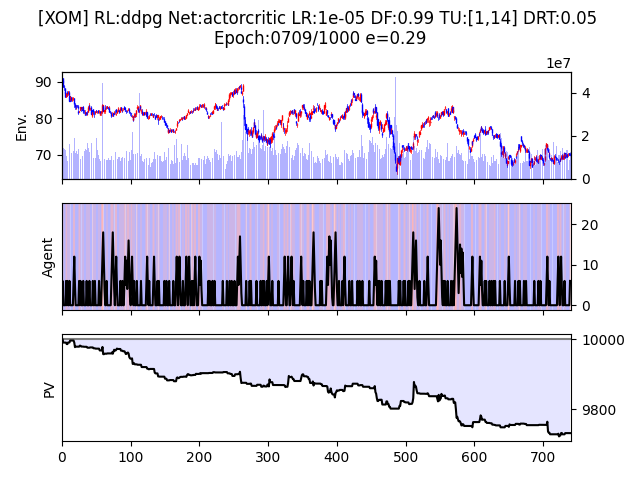 [XOM] RL:ddpg Net:actorcritic LR:1e-05 DF:0.99 TU:[1,14] DRT:0.05
Epoch:0709/1000 e=0.29
1e7
Env.
90
80
70
4
2
0
Agent
20
10
0
PV
10000
9800
0 100 200 300 400 500 600 700